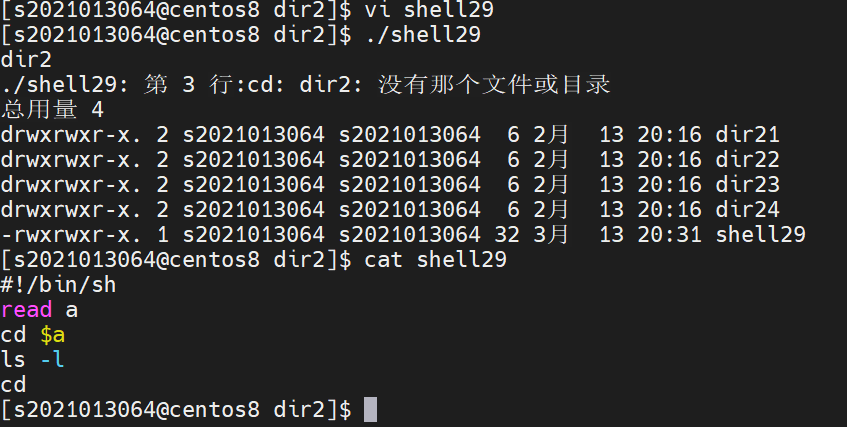 [s2021013064@centos8 dir2]$ vi shell29
[s2021013064@centos8 dir2]$ ./shell29
dir2
./shell29: 第 3 行:cd: dir2: 没有那个文件或目录
总用量 4
drwxrwxr-x. 2 s2021013064 s2021013064  6 2月  13 20:16 dir21
drwxrwxr-x. 2 s2021013064 s2021013064  6 2月  13 20:16 dir22
drwxrwxr-x. 2 s2021013064 s2021013064  6 2月  13 20:16 dir23
drwxrwxr-x. 2 s2021013064 s2021013064  6 2月  13 20:16 dir24
-rwxrwxr-x. 1 s2021013064 s2021013064 32 3月  13 20:31 shell29
[s2021013064@centos8 dir2]$ cat shell29
#!/bin/sh
read a
cd $a
ls -l
cd
[s2021013064@centos8 dir2]$